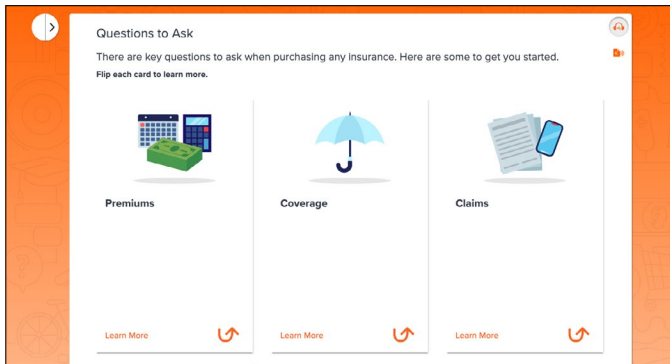 Questions to Ask
There are key questions to ask when purchasing any insurance. Here are some to get you started.
Flip each card to learn more.
Premiums
Coverage
Claims
Learn More
Learn More
Learn More